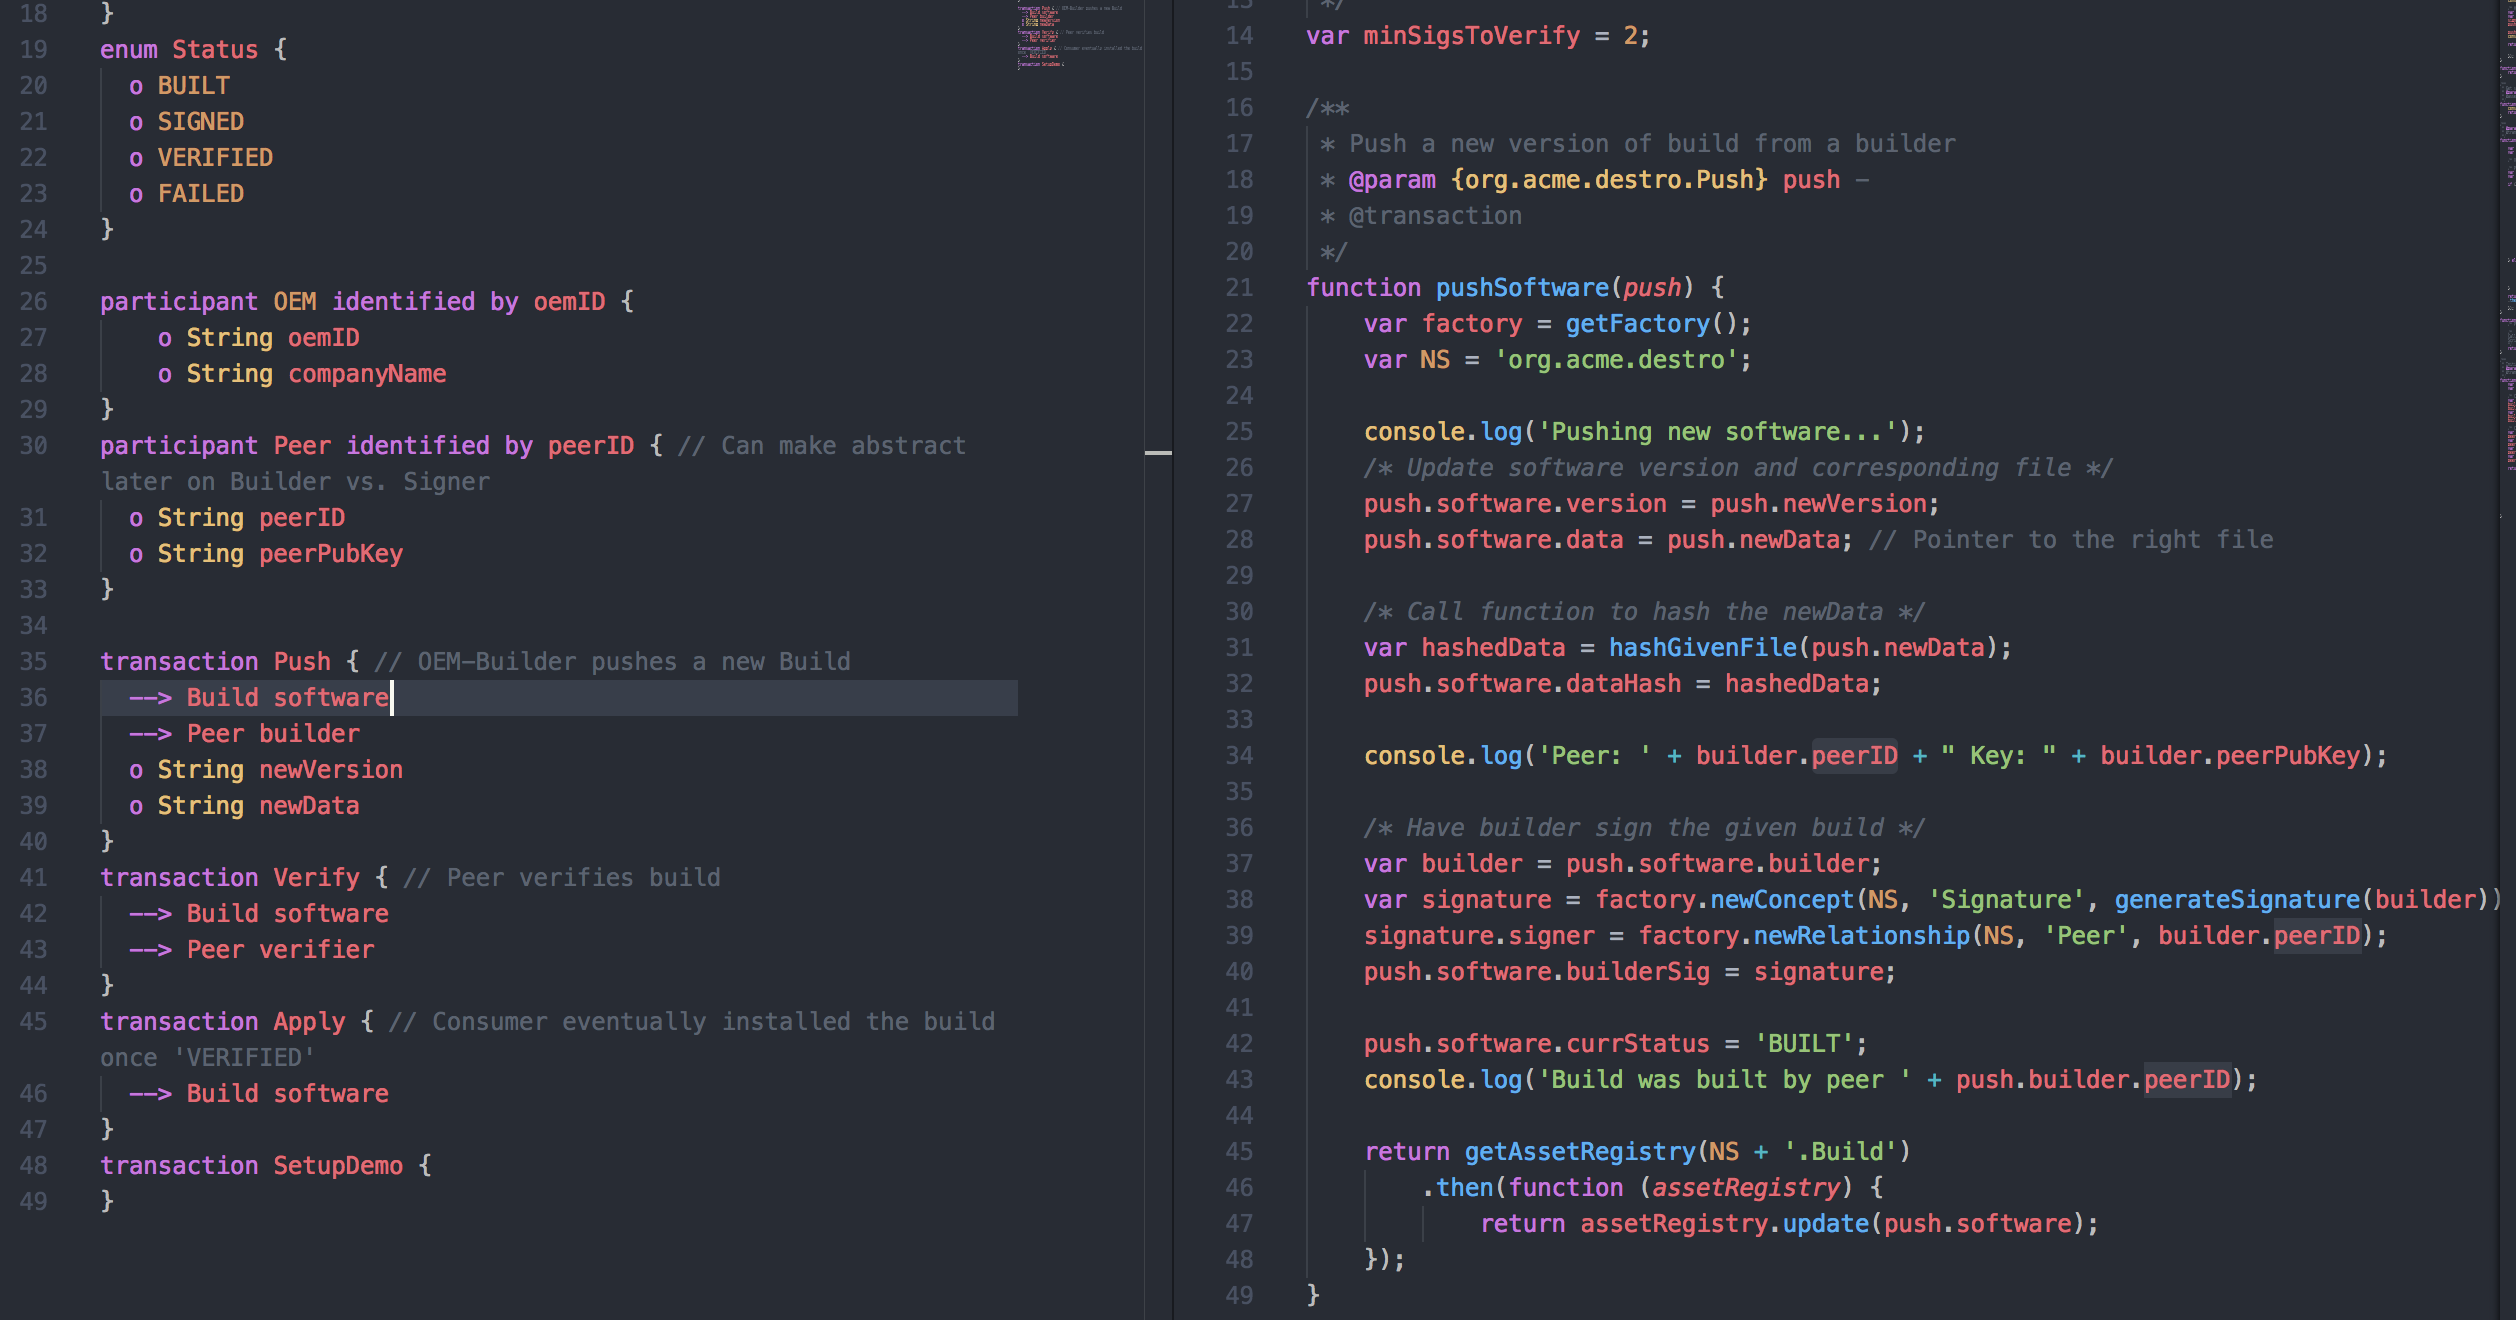 18 }
19 enum Status {
20 o BUILT
21 o SIGNED
22 o VERIFIED
23 o FAILED
24 }
25
26 participant OEM identified by oemID {
27 o String oemID
28 o String companyName
29 }
30 participant Peer identified by peerID { // Can make abstract
later on Builder vs. Signer
31 o String peerID
32 o String peerPubKey
33 }
34
35 transaction Push { // OEM-Builder pushes a new Build
36 --> Build software
37 --> Peer builder
38 o String newVersion
39 o String newData
40 }
41 transaction Verify { // Peer verifies build
42 --> Build software
43 --> Peer verifier
44 }
45 transaction Apply { // Consumer eventually installed the build
once 'VERIFIED'
46 --> Build software
47 }
48 transaction SetupDemo {
49 }
13 */
14 var minSigsToVerify = 2;
15
16 /**
17 * Push a new version of build from a builder
18 * @param {org.acme.destro.Push} push -
19 * @transaction
20 */
21 function pushSoftware(push) {
22 var factory = getFactory();
23 var NS = 'org.acme.destro';
24
25 console.log('Pushing new software...');
26 /* Update software version and corresponding file */
27 push.software.version = push.newVersion;
28 push.software.data = push.newData; // Pointer to the right file
29
30 /* Call function to hash the newData */
31 var hashedData = hashGivenFile(push.newData);
32 push.software.dataHash = hashedData;
33
34 console.log('Peer: ' + builder.peerID + " Key: " + builder.peerPubKey);
35
36 /* Have builder sign the given build */
37 var builder = push.software.builder;
38 var signature = factory.newConcept(NS, 'Signature', generateSignature(builder))
39 signature.signer = factory.newRelationship(NS, 'Peer', builder.peerID);
40 push.software.builderSig = signature;
41
42 push.software.currStatus = 'BUILT';
43 console.log('Build was built by peer ' + push.builder.peerID);
44
45 return getAssetRegistry(NS + '.Build')
46 .then(function (assetRegistry) {
47 return assetRegistry.update(push.software);
48 });
49 }